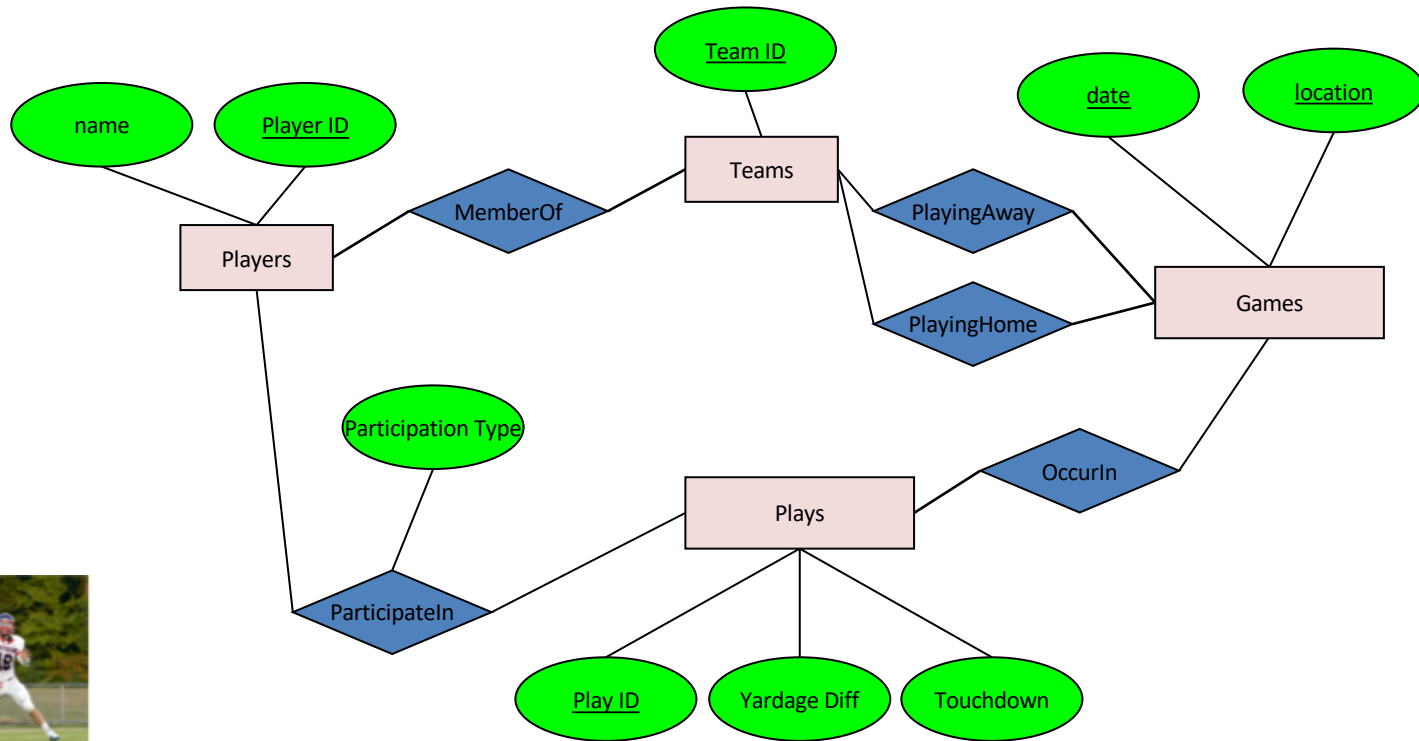 Team ID
date
location
name
Player ID
Teams
MemberOf
PlayingAway
Players
Games
PlayingHome
Participation Type
OccurIn
Plays
ParticipateIn
Play ID
Yardage Diff
Touchdown